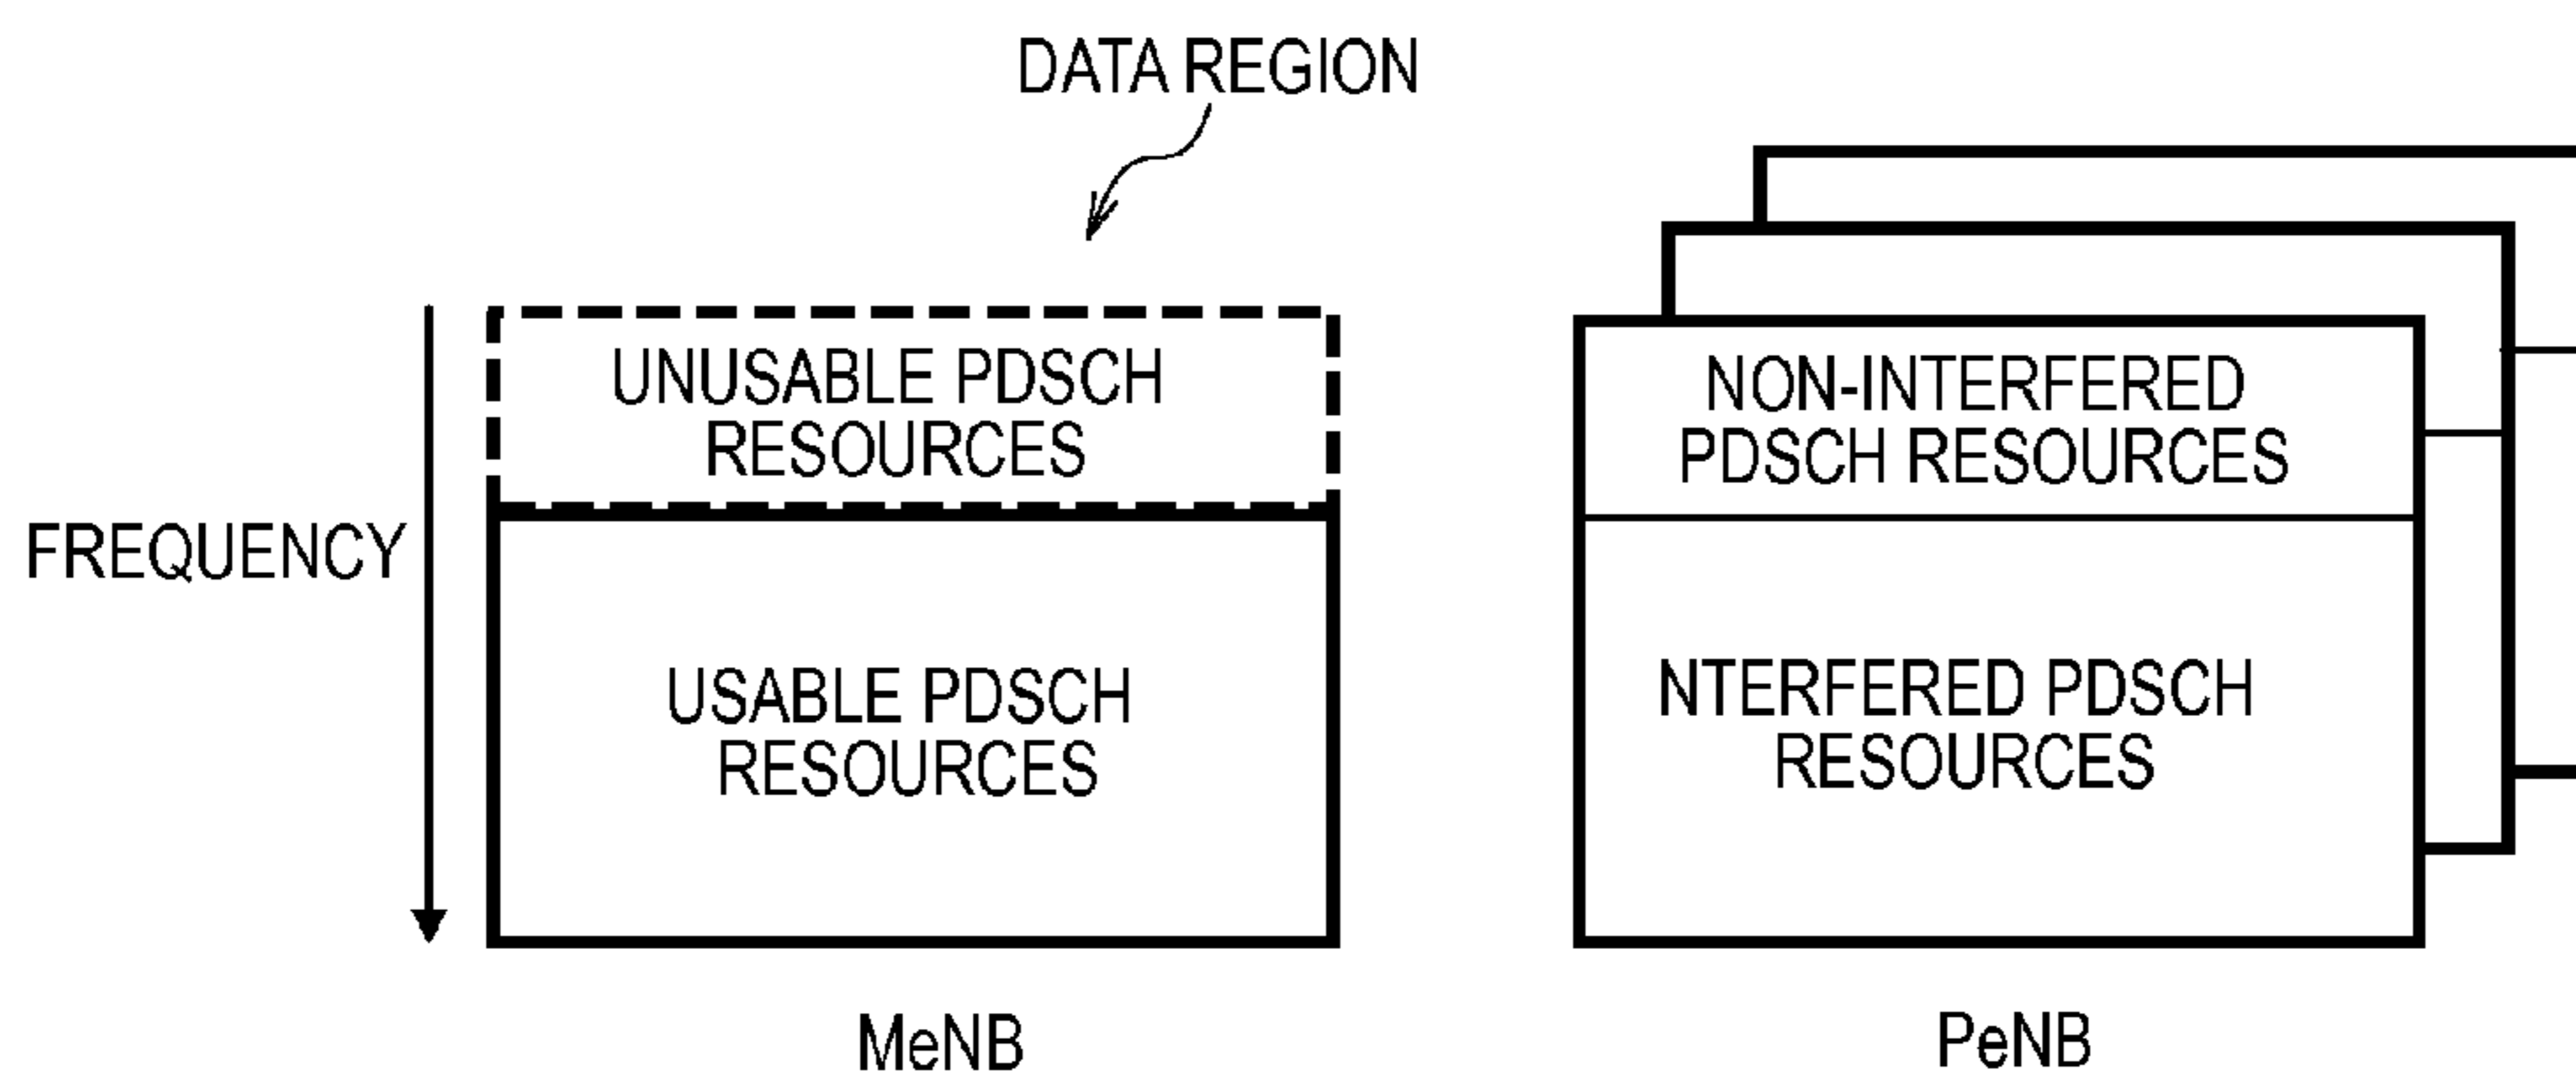 DATA REGION
UNUSABLE PDSCH
RESOURCES
NON-INTERFERED
PDSCH RESOURCES
FREQUENCY
USABLE PDSCH
RESOURCES
NTERFERED PDSCH
RESOURCES
MeNB
PeNB